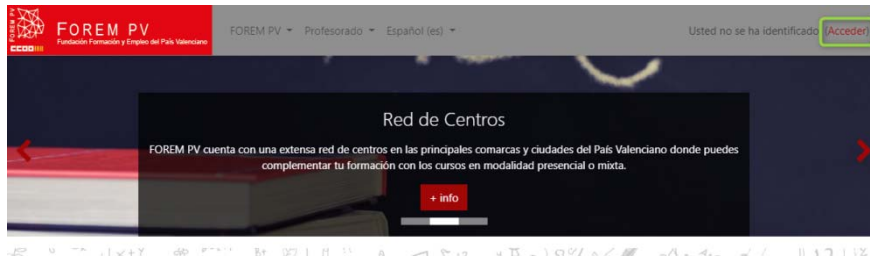 FOREM PV
CCOO
FOREM PV
Fundación Formación y Empleo del País Valenciano
FOREM PV
Profesorado
Español (es)
Usted no se ha identificado (Acceder)
Red de Centros
FOREM PV cuenta con una extensa red de centros en las principales comarcas y ciudades del País Valenciano donde puedes
complementar tu formación con los cursos en modalidad presencial o mixta.
+ info